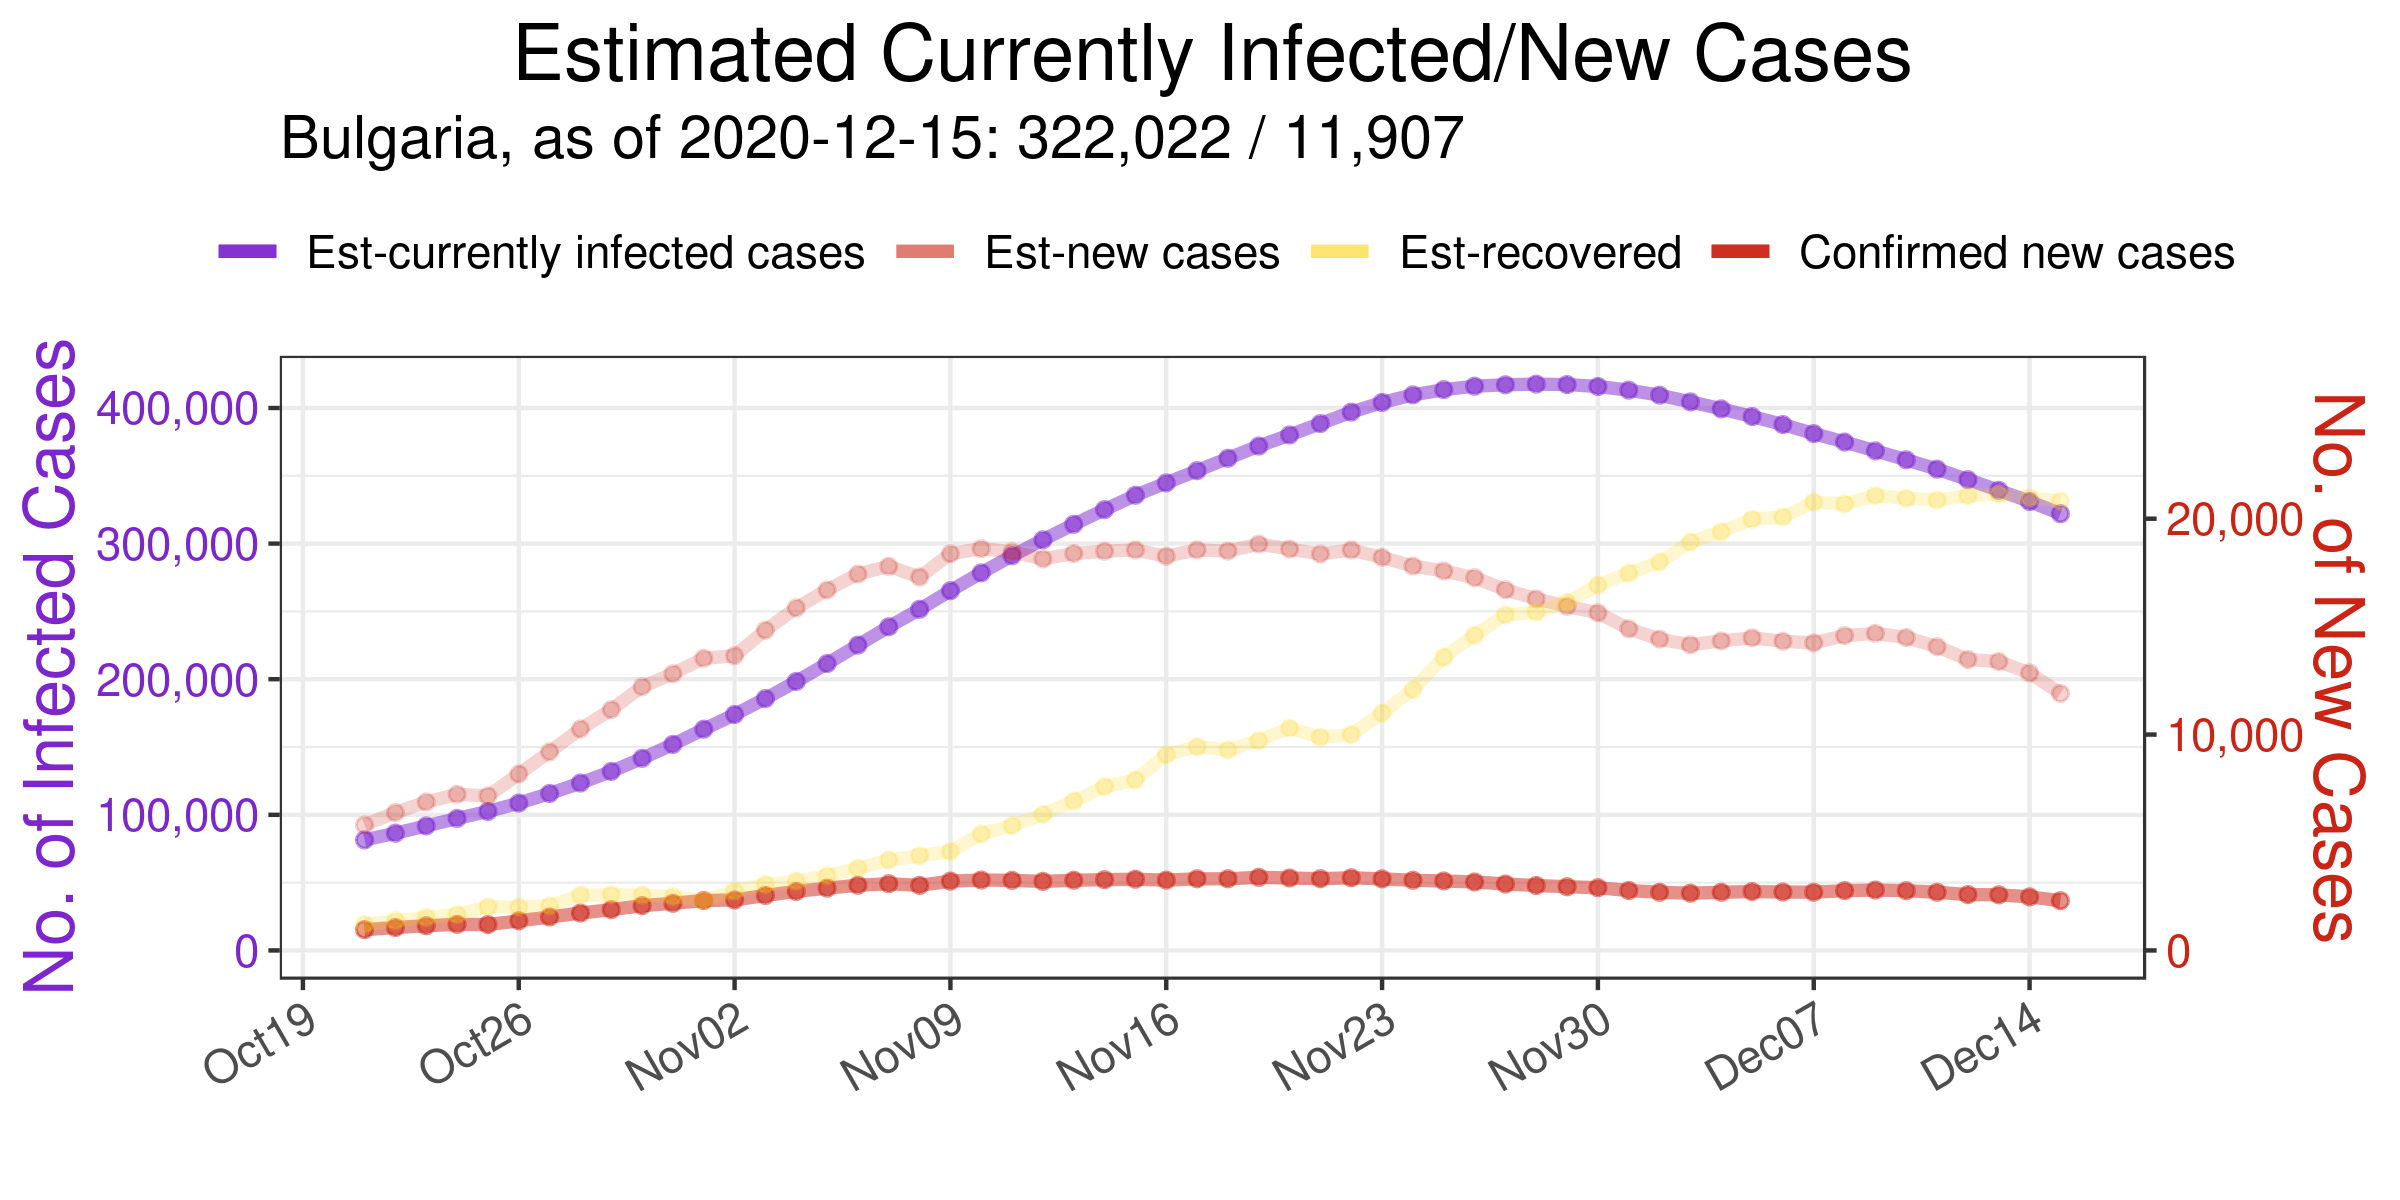 Estimated Currently Infected/New Cases
Bulgaria, as of 2020-12-15: 322,022 / 11,907
Est-currently infected cases Est-new cases Est-recovered Confirmed new cases
No. of Infected Cases
400,000
300,000
200,000
100,000
0
No. of New Cases
20,000
10,000
0
Oct19 Oct26 Nov02 Nov09 Nov16 Nov23 Nov30 Dec07 Dec14